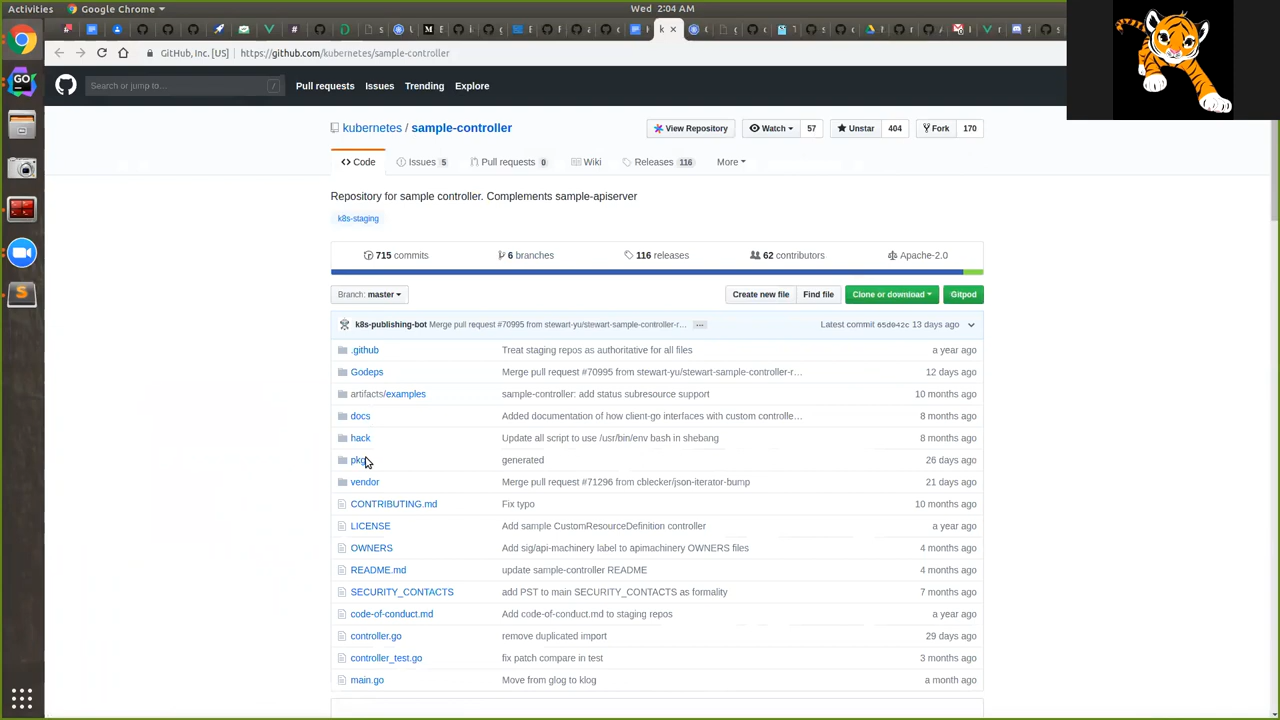 Activities Google Chrome Wed 2:04 AM
GitHub, Inc. [US] https://github.com/kubernetes/sample-controller
Search or jump to... / Pull requests Issues Trending Explore
kubernetes / sample-controller View Repository Watch 57 Unstar 404 Fork 170
Code Issues 5 Pull requests 0 Wiki Releases 116 More
Repository for sample controller. Complements sample-apiserver
k8s-staging
715 commits 6 branches 116 releases 62 contributors Apache-2.0
Branch: master Create new file Find file Clone or download Gitpod
k8s-publishing-bot Merge pull request #70995 from stewart-yu/stewart-sample-controller-r… ... Latest commit 65d042c 13 days ago
.github Treat staging repos as authoritative for all files a year ago
Godeps Merge pull request #70995 from stewart-yu/stewart-sample-controller-r… 12 days ago
artifacts/examples sample-controller: add status subresource support 10 months ago
docs Added documentation of how client-go interfaces with custom controlle… 8 months ago
hack Update all script to use /usr/bin/env bash in shebang 8 months ago
pkg generated 26 days ago
vendor Merge pull request #71296 from cblecker/json-iterator-bump 21 days ago
CONTRIBUTING.md Fix typo 10 months ago
LICENSE Add sample CustomResourceDefinition controller a year ago
OWNERS Add sig/api-machinery label to apimachinery OWNERS files 4 months ago
README.md update sample-controller README 4 months ago
SECURITY_CONTACTS add PST to main SECURITY_CONTACTS as formality 7 months ago
code-of-conduct.md Add code-of-conduct.md to staging repos a year ago
controller.go remove duplicated import 29 days ago
controller_test.go fix patch compare in test 3 months ago
main.go Move from glog to klog a month ago